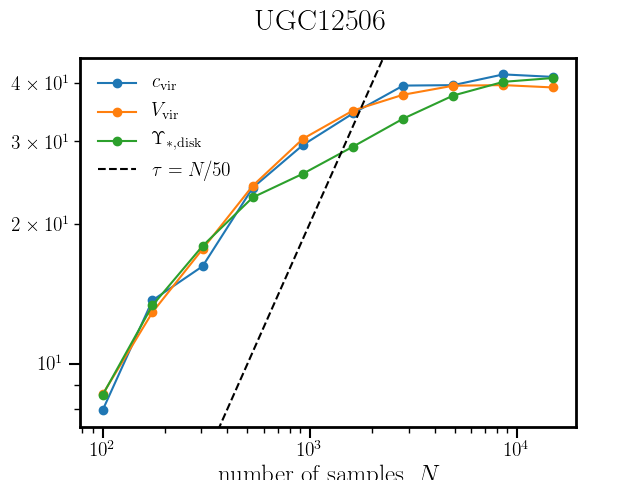 UGC12506
c_vir
V_vir
Υ_*,disk
τ = N/50
4 × 10^1
3 × 10^1
2 × 10^1
10^1
10^2
10^3
10^4
number of samples, N